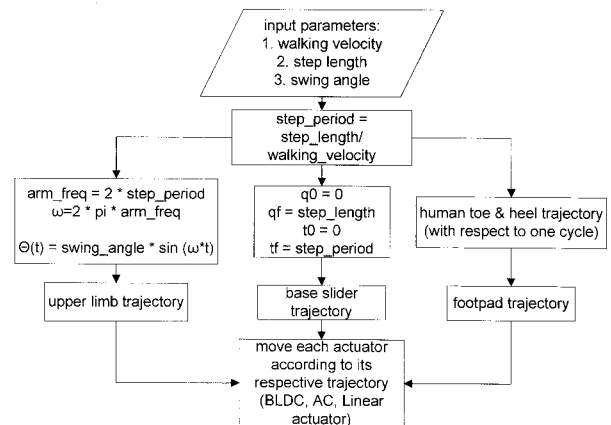 input parameters:
1. walking velocity
2. step length
3. swing angle
step_period =
step_length/
walking_velocity
arm_freq = 2 * step_period
ω=2 * pi * arm_freq
Θ(t) = swing_angle * sin (ω*t)
q0 = 0
qf = step_length
t0 = 0
tf = step_period
human toe & heel trajectory
(with respect to one cycle)
upper limb trajectory
base slider
trajectory
footpad trajectory
move each actuator
according to its
respective trajectory
(BLDC, AC, Linear
actuator)